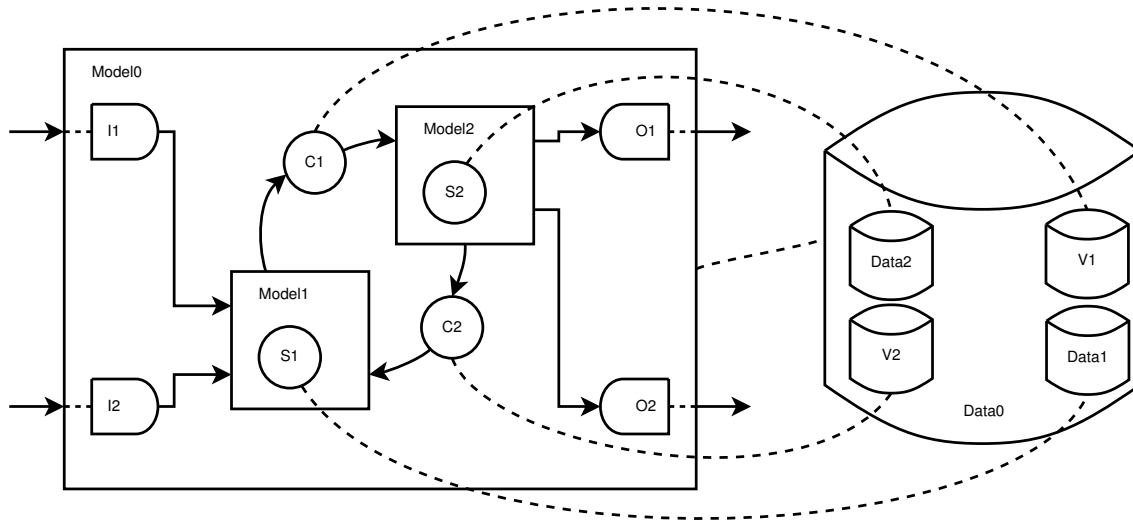 Model0
I1
C1
Model2
S2
O1
Model1
S1
C2
I2
O2
Data2
V1
V2
Data1
Data0